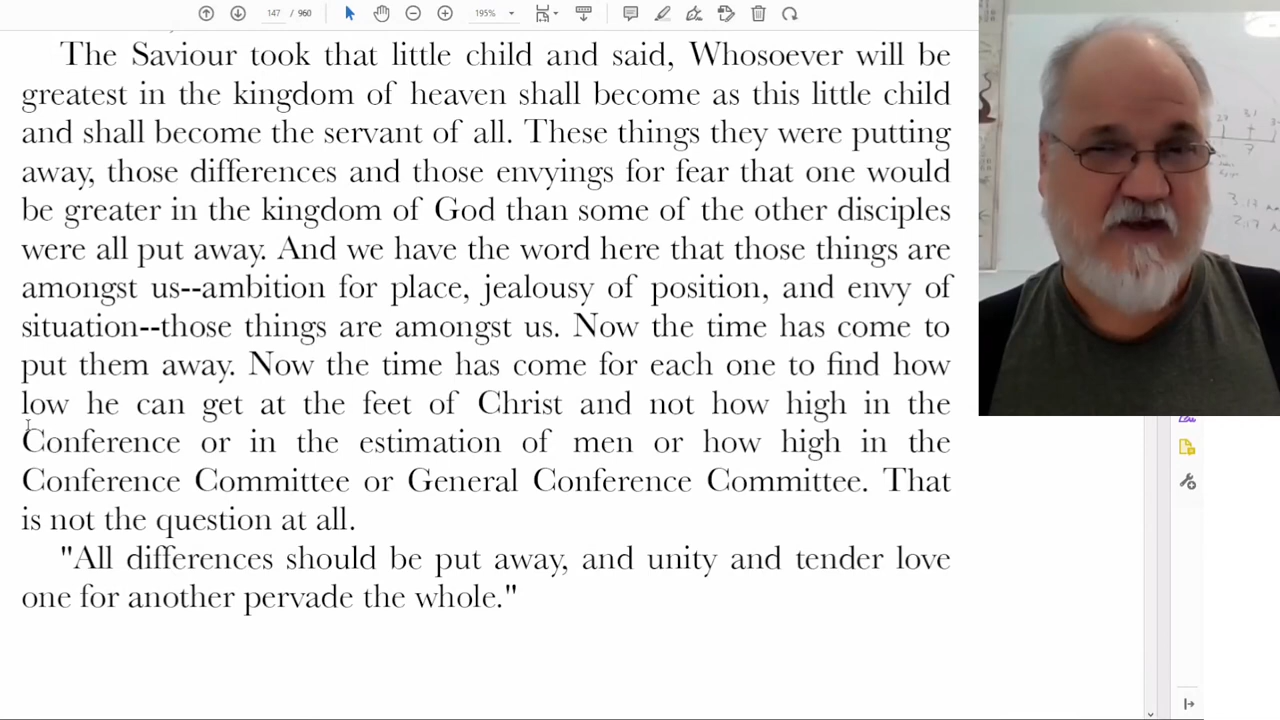 147 / 960
195%
The Saviour took that little child and said, Whosoever will be
greatest in the kingdom of heaven shall become as this little child
and shall become the servant of all. These things they were putting
away, those differences and those envyings for fear that one would
be greater in the kingdom of God than some of the other disciples
were all put away. And we have the word here that those things are
amongst us--ambition for place, jealousy of position, and envy of
situation--those things are amongst us. Now the time has come to
put them away. Now the time has come for each one to find how
low he can get at the feet of Christ and not how high in the
Conference or in the estimation of men or how high in the
Conference Committee or General Conference Committee. That
is not the question at all.
"All differences should be put away, and unity and tender love
one for another pervade the whole."
27 31
7
3.17
2.17